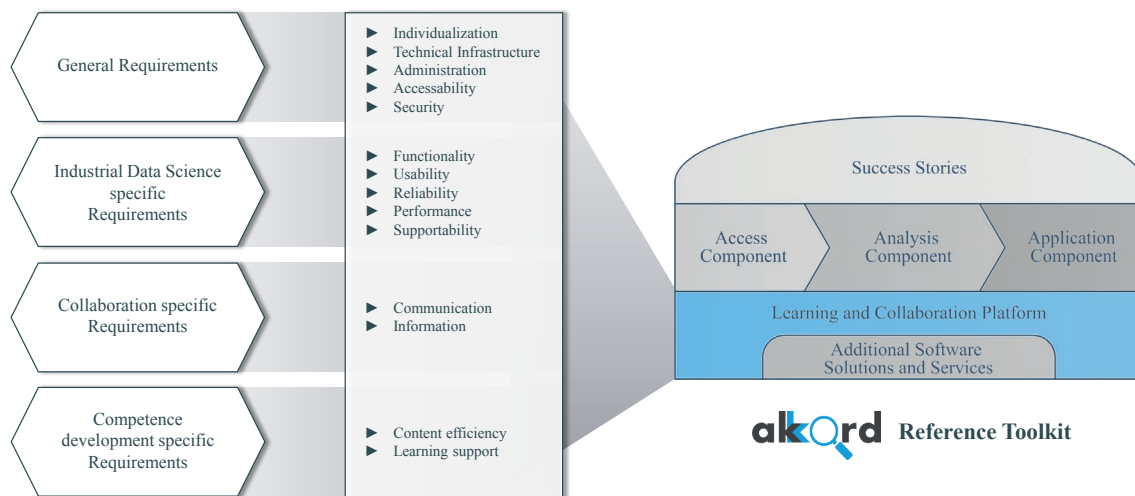 General Requirements
Individualization
Technical Infrastructure
Administration
Accessability
Security
Industrial Data Science
specific
Requirements
Functionality
Usability
Reliability
Performance
Supportability
Collaboration specific
Requirements
Communication
Information
Competence
development specific
Requirements
Content efficiency
Learning support
Success Stories
Access
Component
Analysis
Component
Application
Component
Learning and Collaboration Platform
Additional Software
Solutions and Services
akkord Reference Toolkit